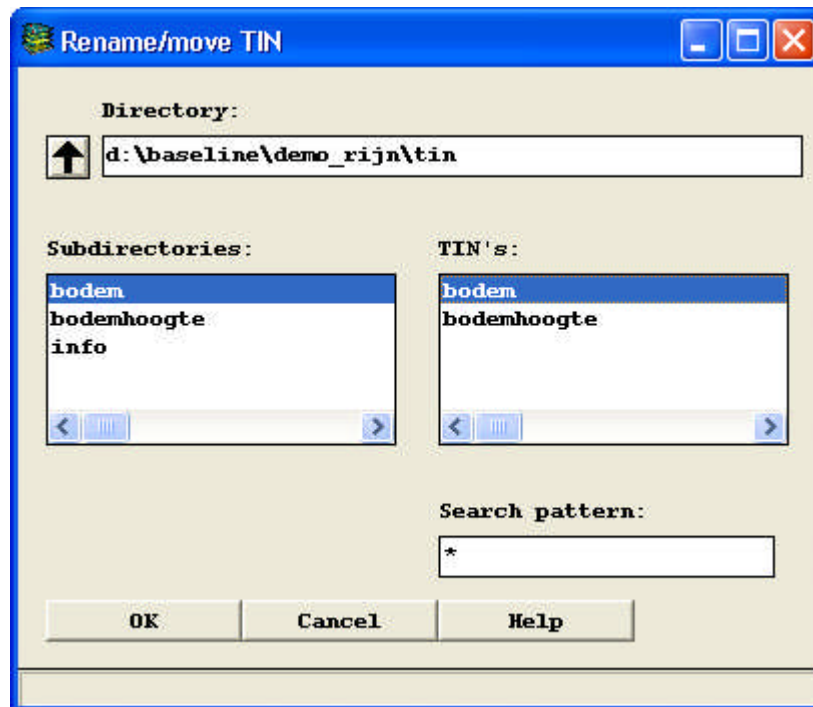 Rename/move TIN
Directory:
d:\baseline\demo_rijn\tin
Subdirectories:
bodem
bodemhoogte
info
TIN's:
bodem
bodemhoogte
Search pattern:
*
OK Cancel Help